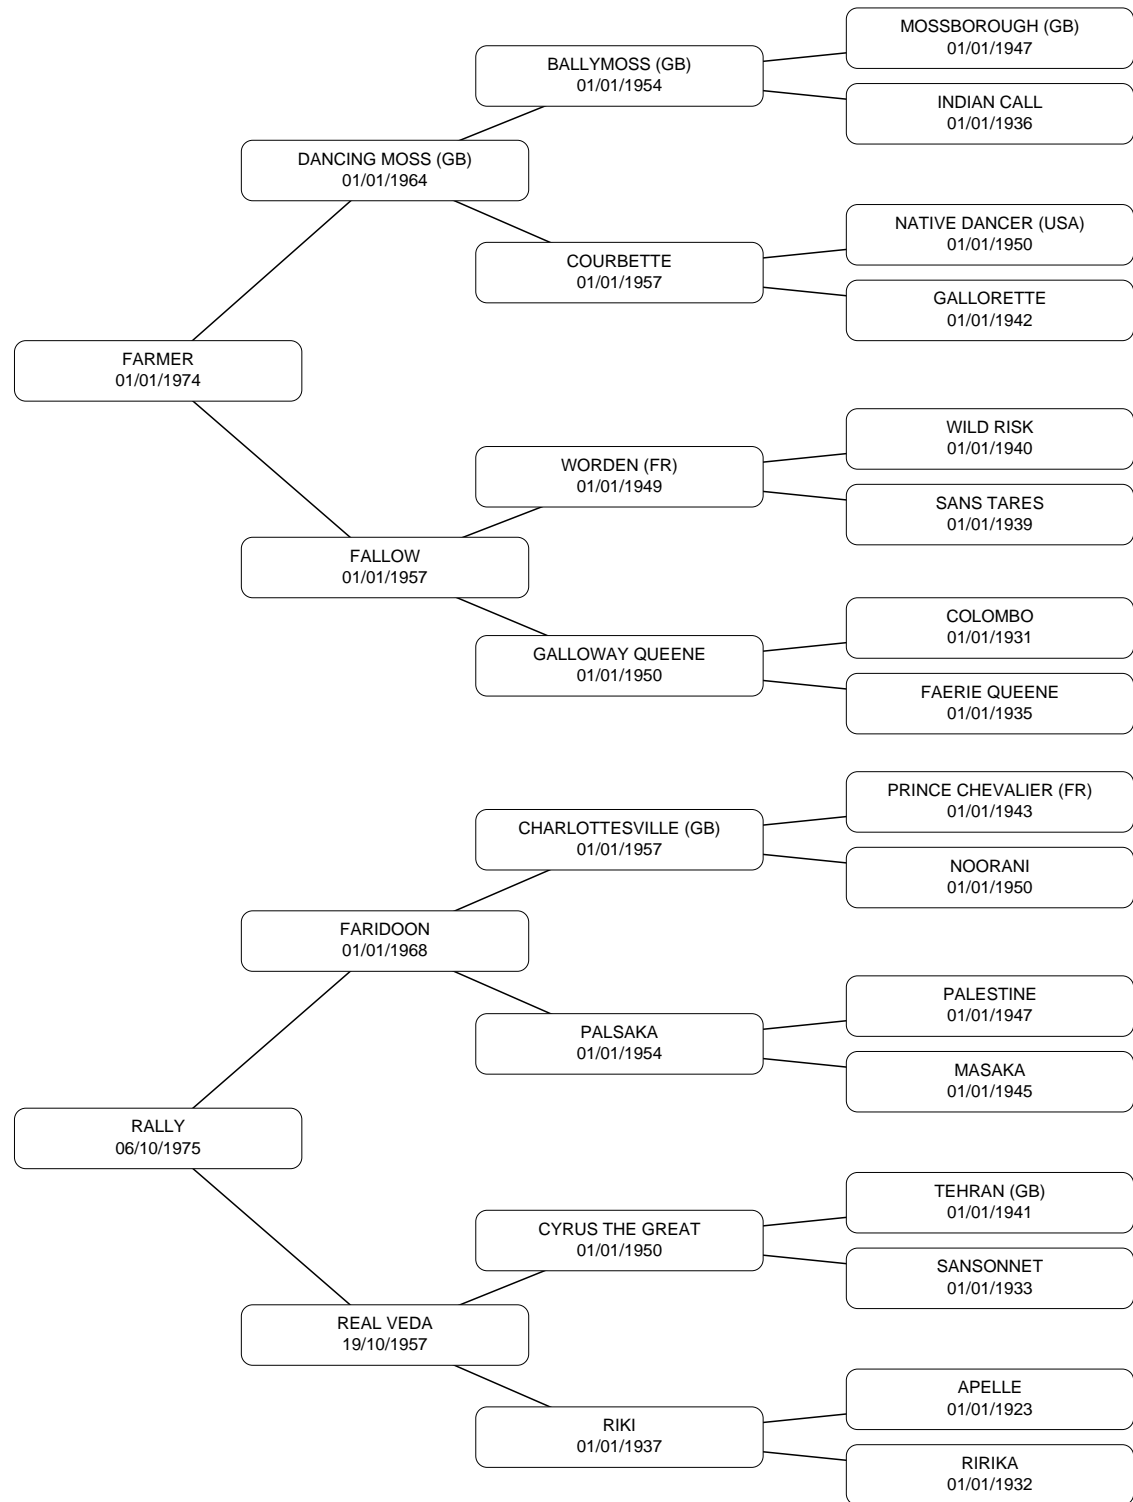 MOSSBOROUGH (GB)
01/01/1947
BALLYMOSS (GB)
01/01/1954
INDIAN CALL
01/01/1936
DANCING MOSS (GB)
01/01/1964
NATIVE DANCER (USA)
01/01/1950
COURBETTE
01/01/1957
GALLORETTE
01/01/1942
FARMER
01/01/1974
WILD RISK
01/01/1940
WORDEN (FR)
01/01/1949
SANS TARES
01/01/1939
FALLOW
01/01/1957
COLOMBO
01/01/1931
GALLOWAY QUEENE
01/01/1950
FAERIE QUEENE
01/01/1935
PRINCE CHEVALIER (FR)
01/01/1943
CHARLOTTESVILLE (GB)
01/01/1957
NOORANI
01/01/1950
FARIDOON
01/01/1968
PALESTINE
01/01/1947
PALSAKA
01/01/1954
MASAKA
01/01/1945
RALLY
06/10/1975
TEHRAN (GB)
01/01/1941
CYRUS THE GREAT
01/01/1950
SANSONNET
01/01/1933
REAL VEDA
19/10/1957
APELLE
01/01/1923
RIKI
01/01/1937
RIRIKA
01/01/1932